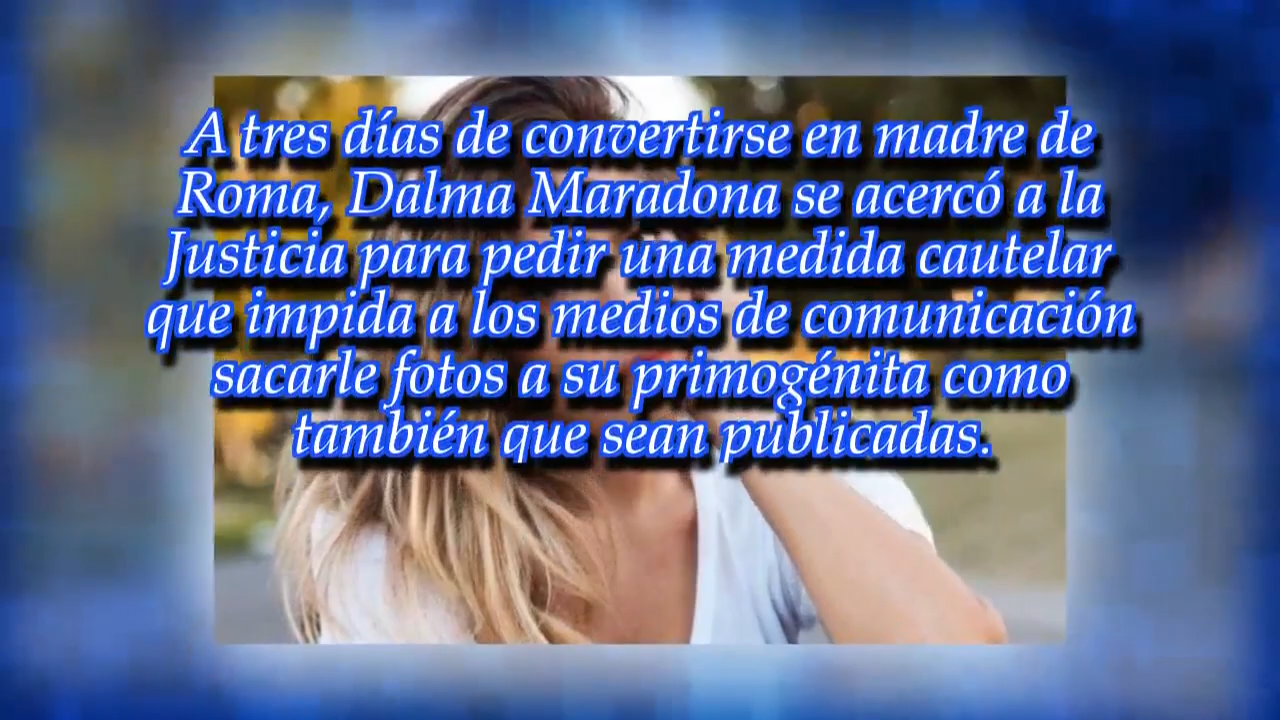 A tres días de convertirse en madre de
Roma, Dalma Maradona se acercó a la
Justicia para pedir una medida cautelar
que impida a los medios de comunicación
sacarle fotos a su primogénita como
también que sean publicadas.